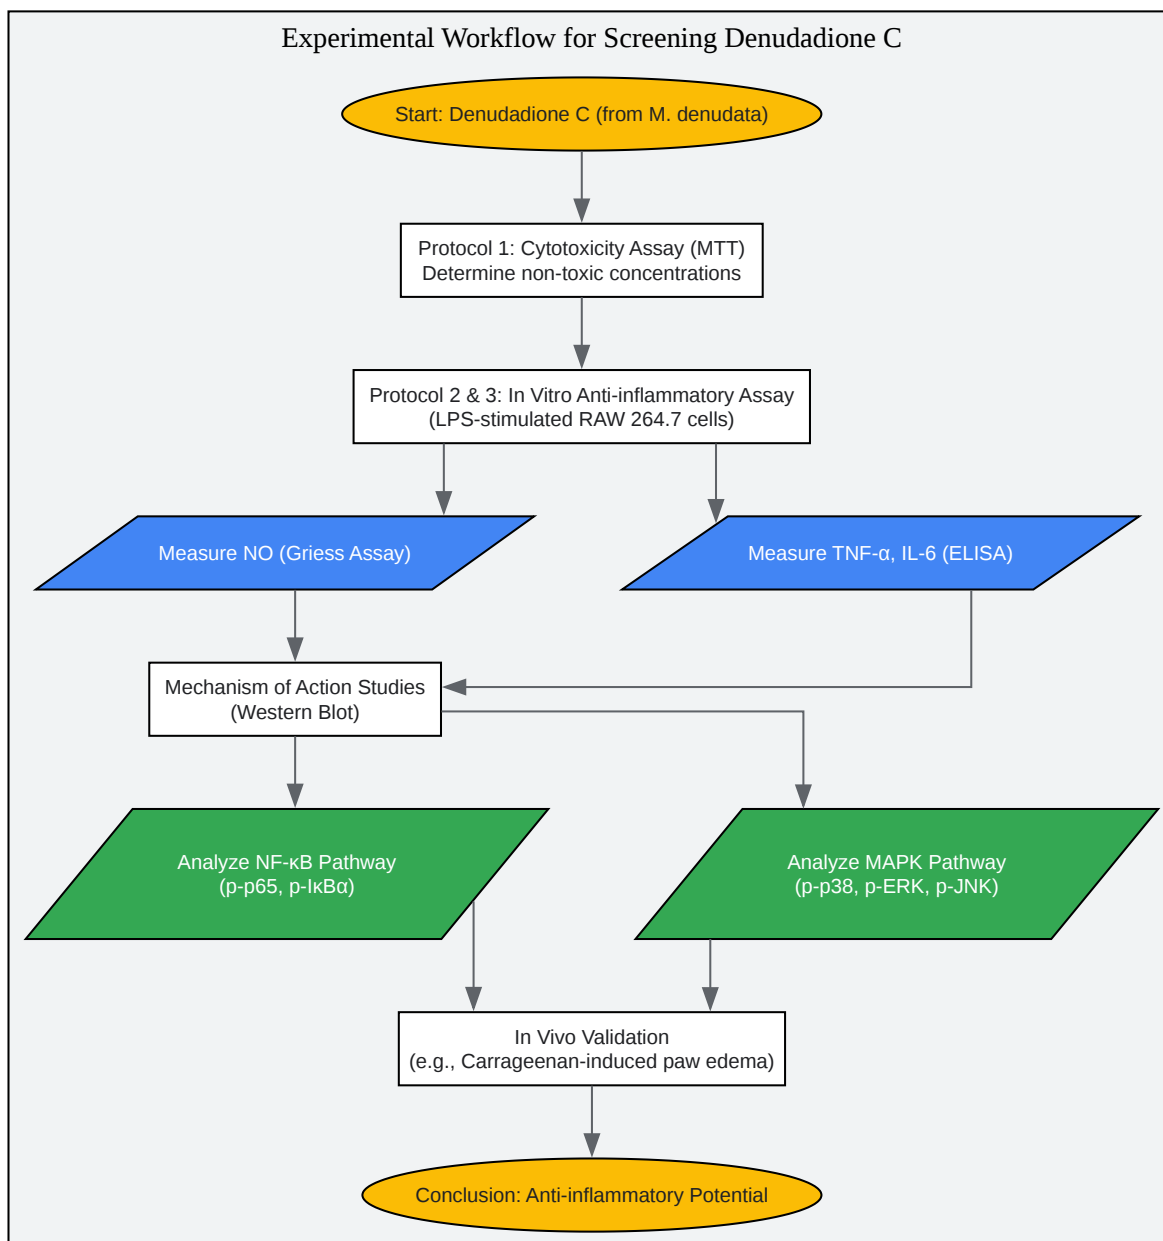 Experimental Workflow for Screening Denudadione C
Start: Denudadione C (from M. denudata)
Protocol 1: Cytotoxicity Assay (MTT)
Determine non-toxic concentrations
Protocol 2 & 3: In Vitro Anti-inflammatory Assay
(LPS-stimulated RAW 264.7 cells)
Measure NO (Griess Assay)
Measure TNF-α, IL-6 (ELISA)
Mechanism of Action Studies
(Western Blot)
Analyze NF-κB Pathway
(p-p65, p-IκBα)
Analyze MAPK Pathway
(p-p38, p-ERK, p-JNK)
In Vivo Validation
(e.g., Carrageenan-induced paw edema)
Conclusion: Anti-inflammatory Potential